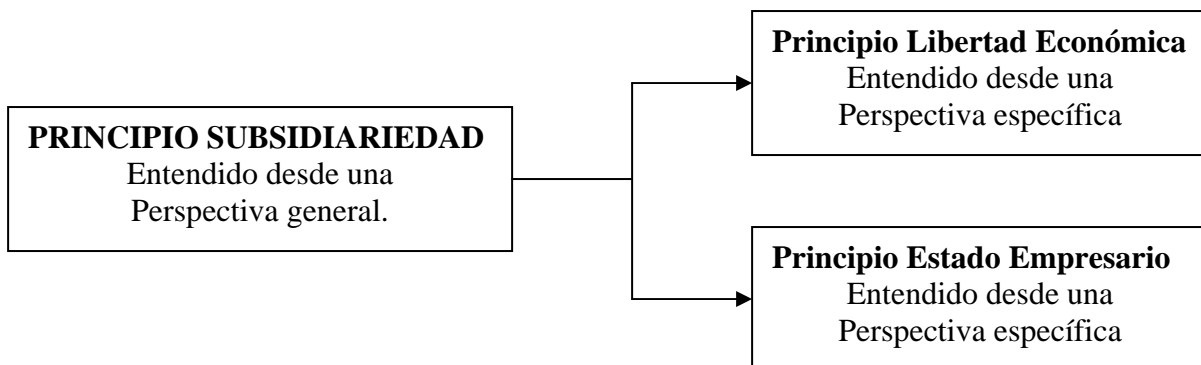 PRINCIPIO SUBSIDIARIEDAD
Entendido desde una
Perspectiva general.
Principio Libertad Económica
Entendido desde una
Perspectiva específica
Principio Estado Empresario
Entendido desde una
Perspectiva específica